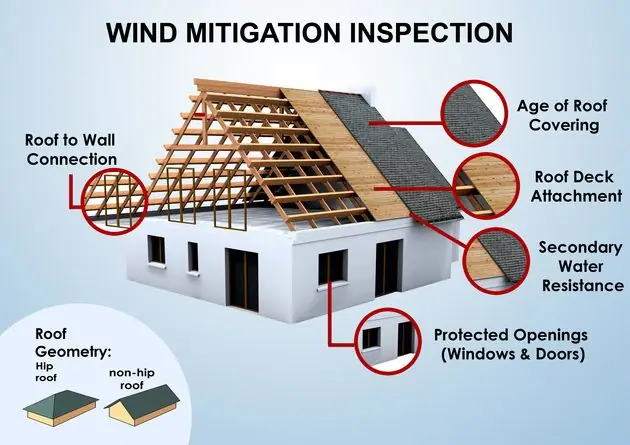 WIND MITIGATION INSPECTION
Roof to Wall
Connection
Age of Roof
Covering
Roof Deck
Attachment
Secondary
Water
Resistance
Protected Openings
(Windows & Doors)
Roof
Geometry:
Hip
roof
non-hip
roof